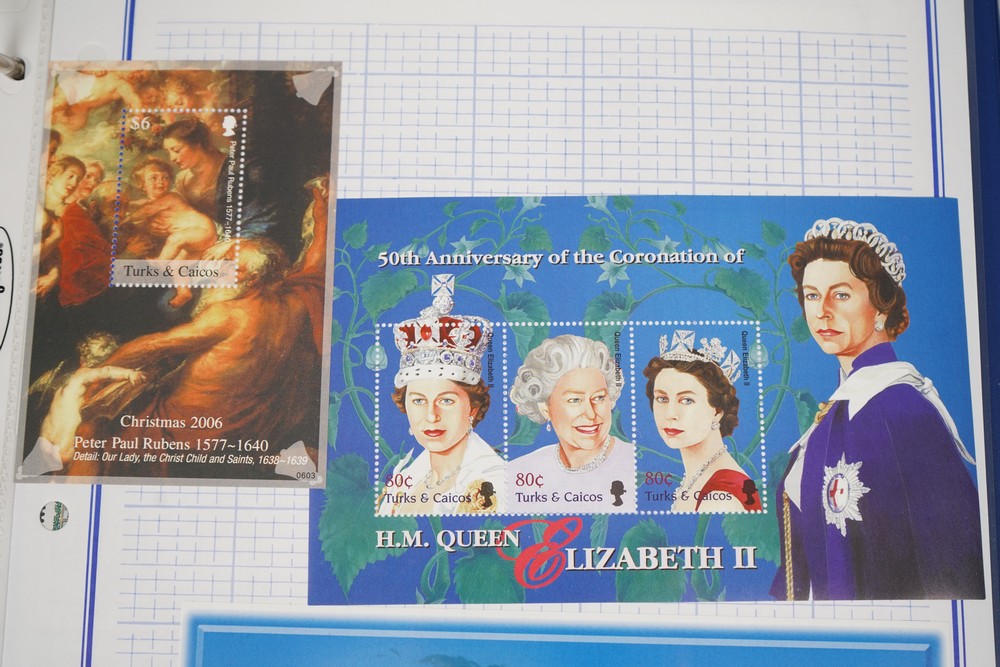 $6
Peter Paul Rubens 1577~1640
Turks & Caicos
Christmas 2006
Peter Paul Rubens 1577~1640
Detail: Our Lady, the Christ Child and Saints, 1638-1639
0603
50th Anniversary of the Coronation of
Queen Elizabeth II
80¢
Turks & Caicos
Queen Elizabeth II
80¢
Turks & Caicos
Queen Elizabeth II
80¢
Turks & Caicos
H.M. QUEEN
ELIZABETH II